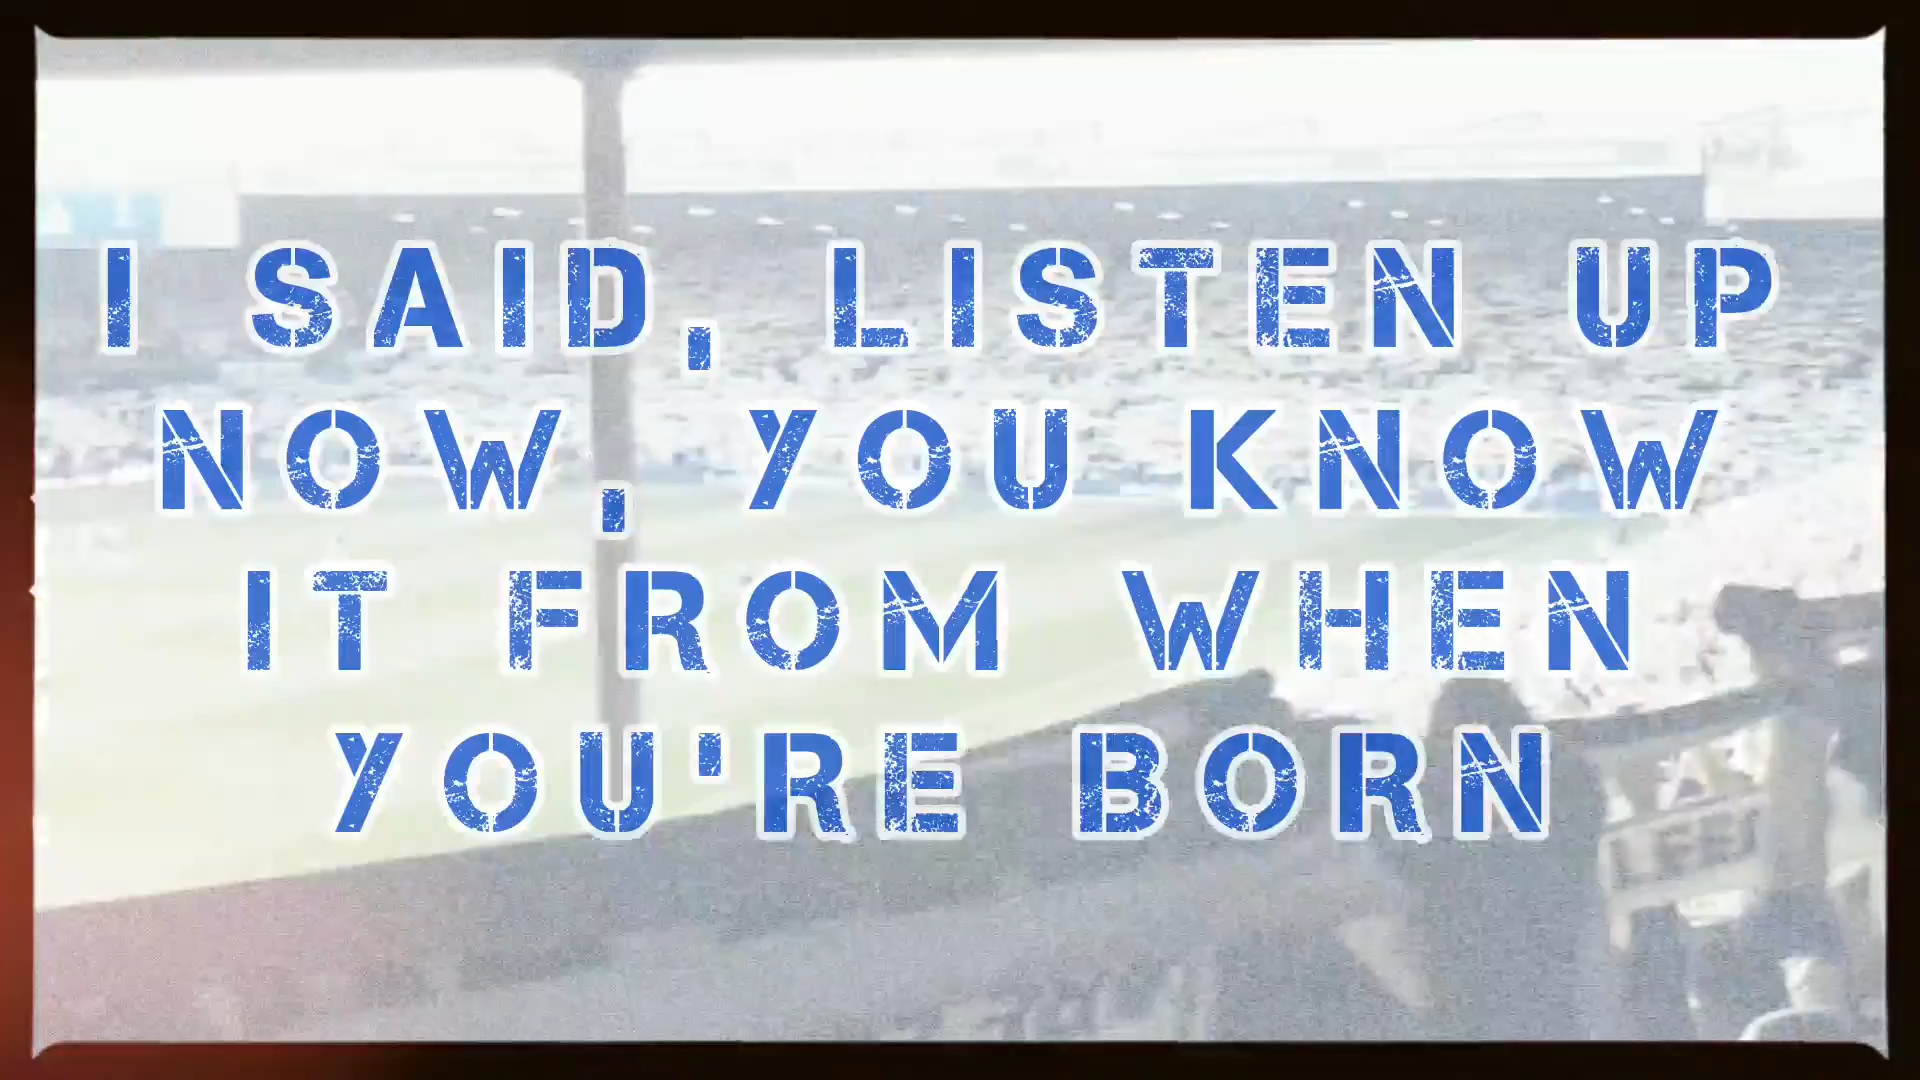 I SAID, LISTEN UP
NOW, YOU KNOW
IT FROM WHEN
YOU'RE BORN